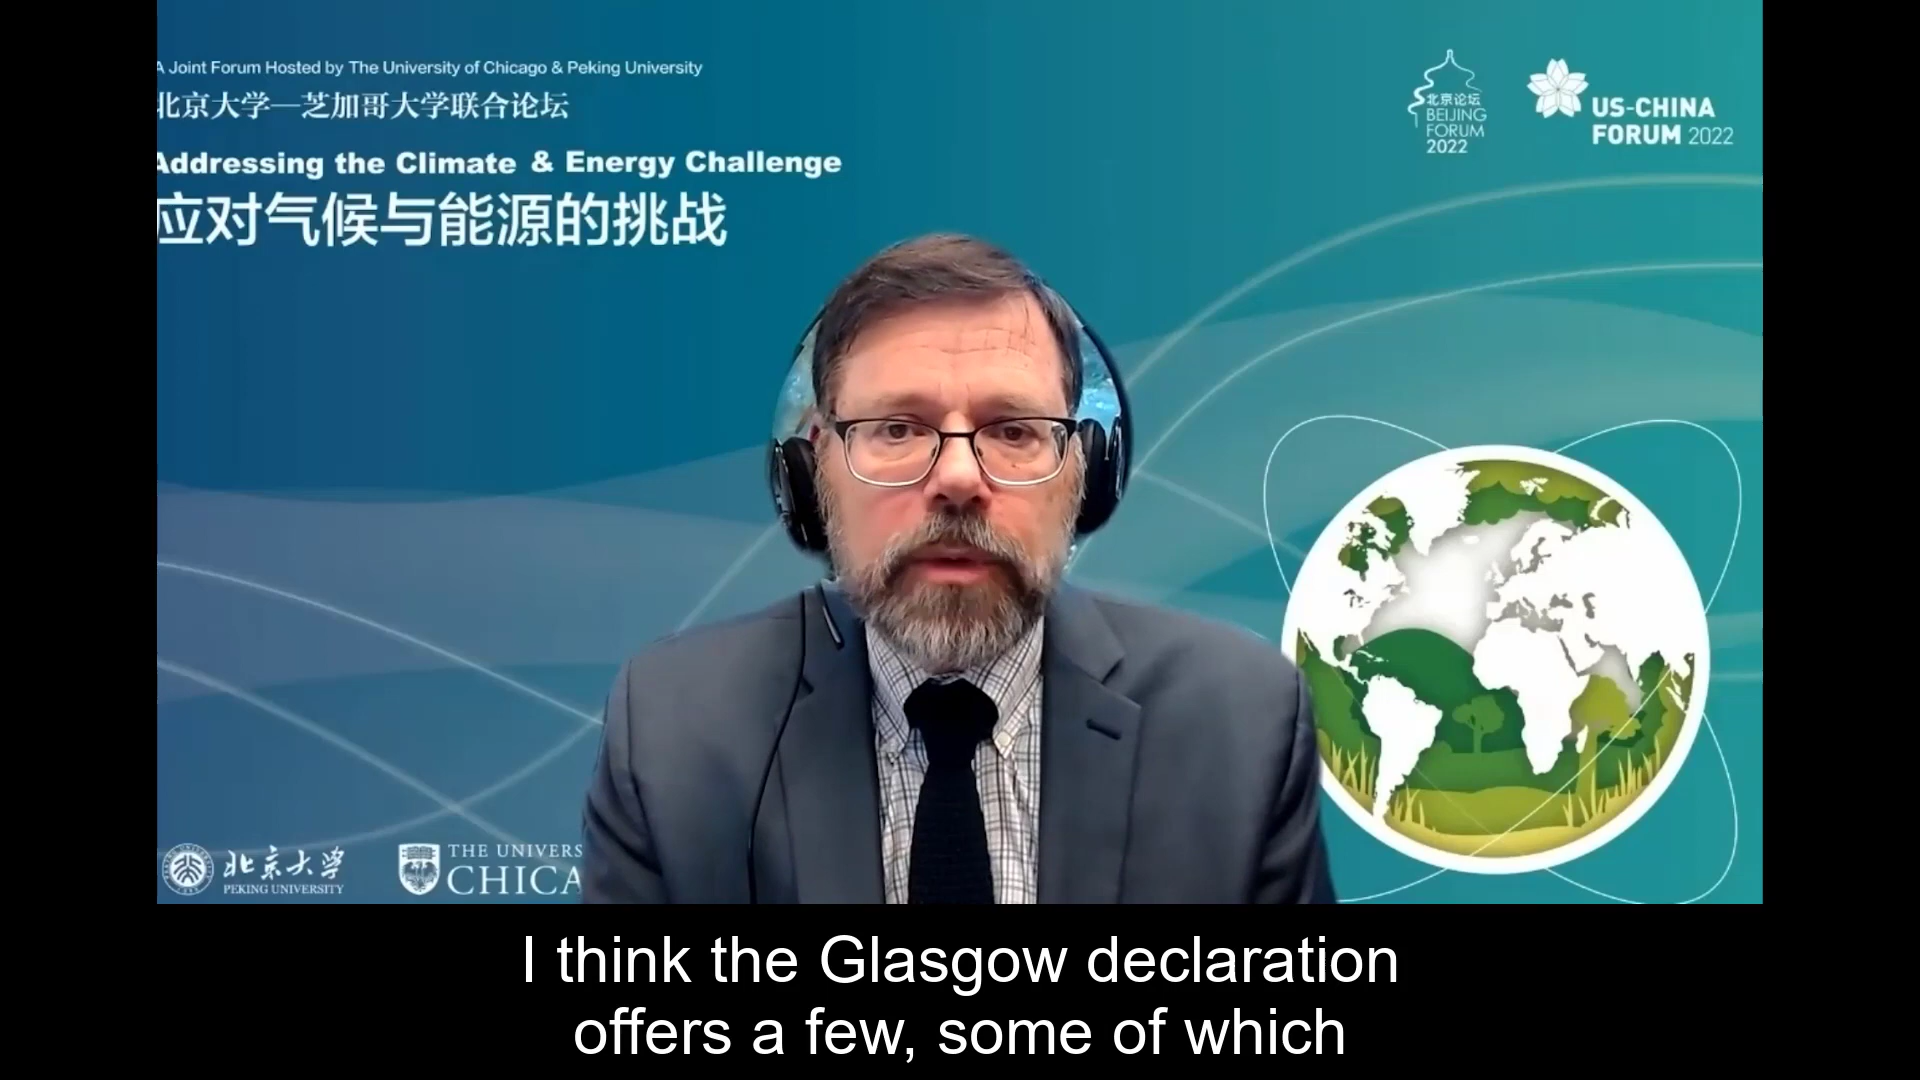 A Joint Forum Hosted by The University of Chicago & Peking University
北京大学—芝加哥大学联合论坛
Addressing the Climate & Energy Challenge
应对气候与能源的挑战
北京论坛
BEIJING
FORUM
2022
US-CHINA
FORUM 2022
北京大学
PEKING UNIVERSITY
THE UNIVERS
CHICA
I think the Glasgow declaration
offers a few, some of which